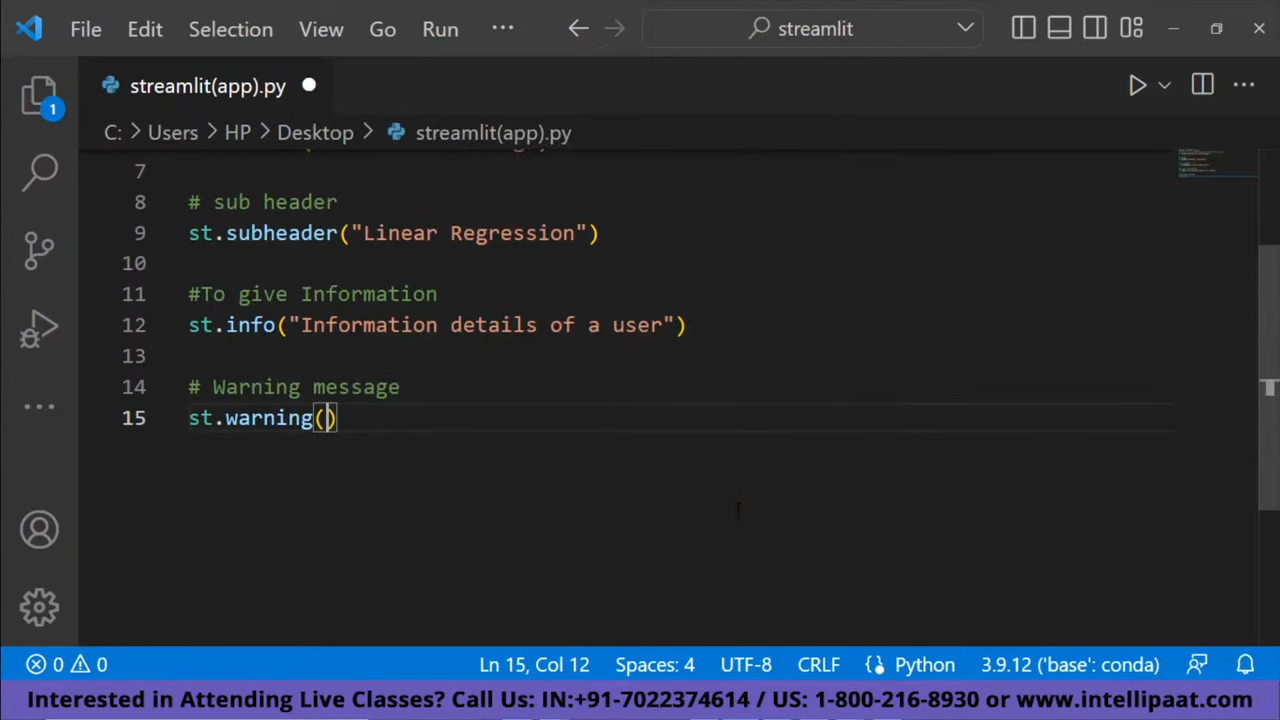 File Edit Selection View Go Run ··· streamlit
1
streamlit(app).py
C: > Users > HP > Desktop > streamlit(app).py
7
8 # sub header
9 st.subheader("Linear Regression")
10
11 #To give Information
12 st.info("Information details of a user")
13
14 # Warning message
15 st.warning()
0 0 Ln 15, Col 12 Spaces: 4 UTF-8 CRLF Python 3.9.12 ('base': conda)
Interested in Attending Live Classes? Call Us: IN:+91-7022374614 / US: 1-800-216-8930 or www.intellipaat.com